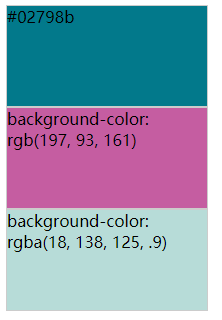 #02798b
background-color:
rgb(197, 93, 161)
background-color:
rgba(18, 138, 125, .9)